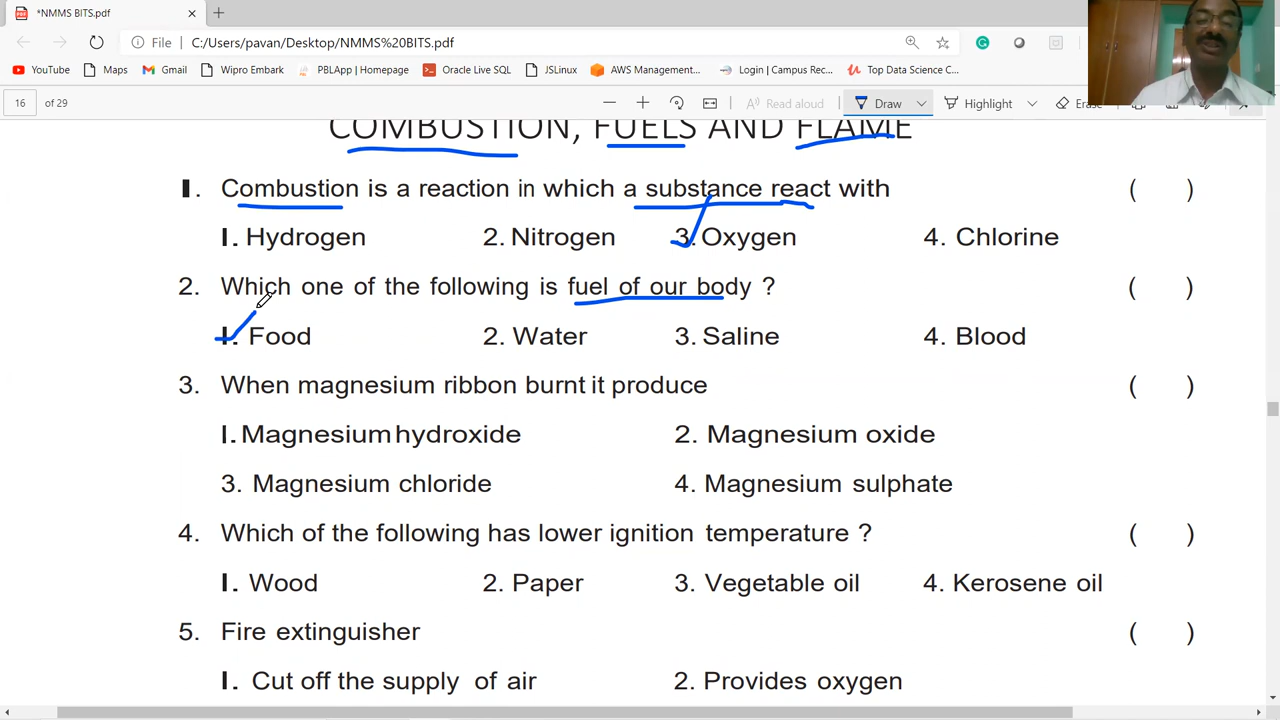 *NMMS BITS.pdf
File C:/Users/pavan/Desktop/NMMS%20BITS.pdf
YouTube Maps Gmail Wipro Embark PBLApp | Homepage Oracle Live SQL JSLinux AWS Management... Login | Campus Rec... Top Data Science C...
16 of 29 Read aloud Draw Highlight Erase
COMBUSTION, FUELS AND FLAME
1. Combustion is a reaction in which a substance react with ( )
1. Hydrogen 2. Nitrogen 3. Oxygen 4. Chlorine
2. Which one of the following is fuel of our body ? ( )
1. Food 2. Water 3. Saline 4. Blood
3. When magnesium ribbon burnt it produce ( )
1. Magnesium hydroxide 2. Magnesium oxide
3. Magnesium chloride 4. Magnesium sulphate
4. Which of the following has lower ignition temperature ? ( )
1. Wood 2. Paper 3. Vegetable oil 4. Kerosene oil
5. Fire extinguisher ( )
1. Cut off the supply of air 2. Provides oxygen